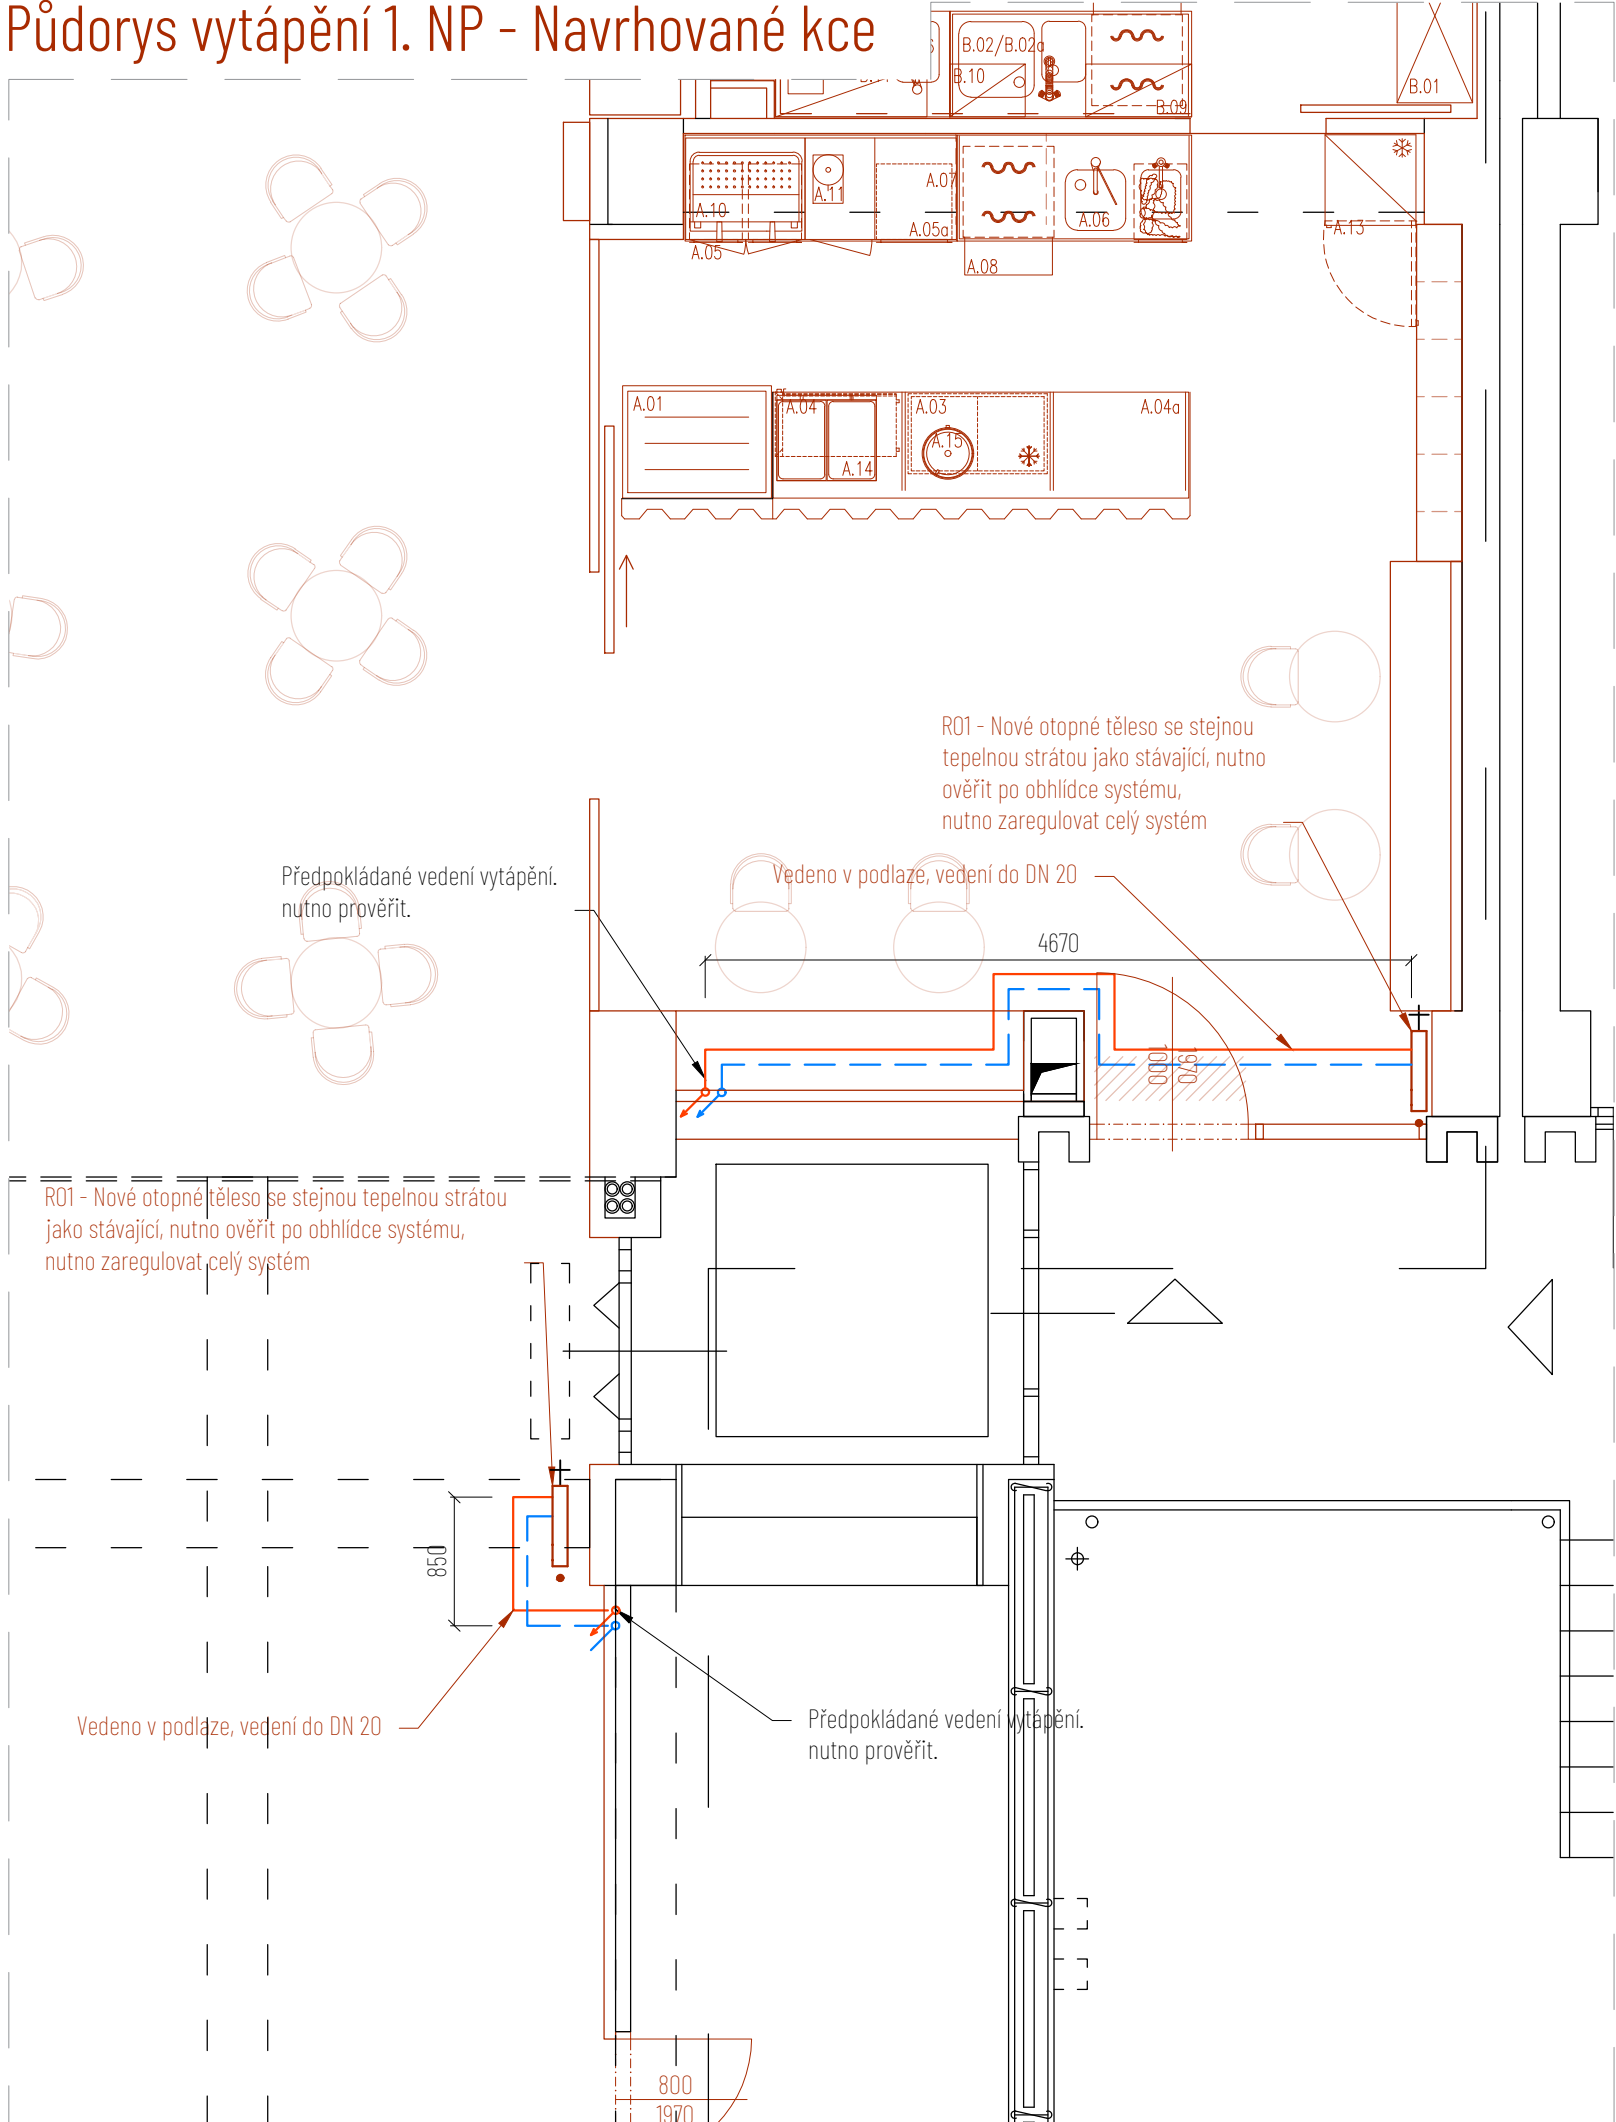 Půdorys vytápění 1. NP - Navrhované kce
B.02/B.02a
B.10
B.09
B.01
A.10
A.11
A.07
A.05a
A.05
A.06
A.08
A.13
A.01
A.04
A.14
A.03
A.15
A.04a
R01 - Nové otopné těleso se stejnou
tepelnou strátou jako stávající, nutno
ověřit po obhlídce systému,
nutno zaregulovat celý systém
Předpokládané vedení vytápění.
nutno prověřit.
Vedeno v podlaze, vedení do DN 20
4670
1000
1970
R01 - Nové otopné těleso se stejnou tepelnou strátou
jako stávající, nutno ověřit po obhlídce systému,
nutno zaregulovat celý systém
850
Vedeno v podlaze, vedení do DN 20
Předpokládané vedení vytápění.
nutno prověřit.
800
1970